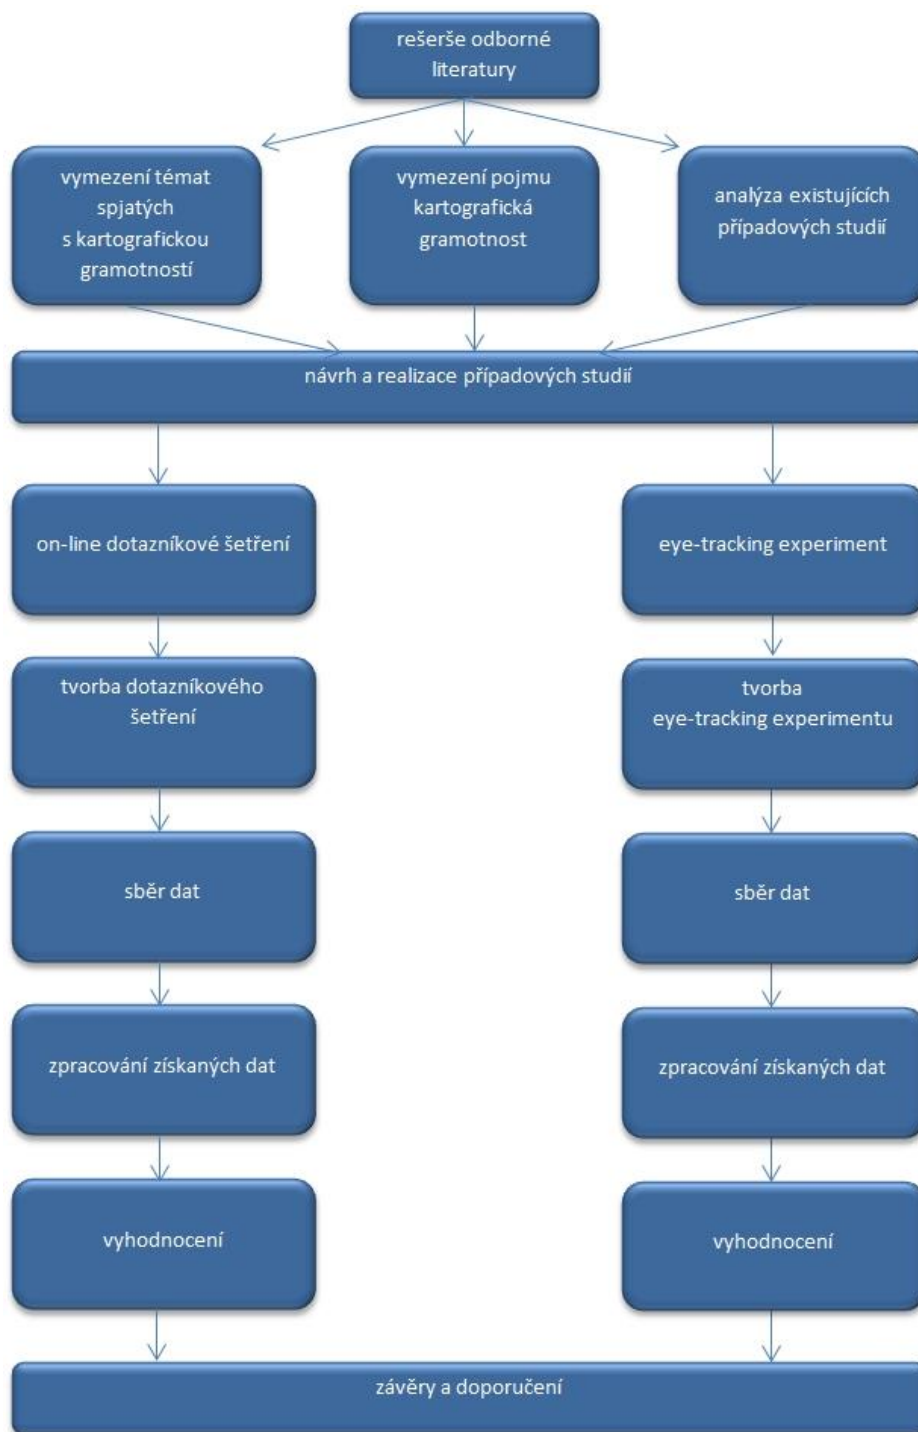 rešerše odborné
literatury
vymezení témat
spjatých
s kartografickou
gramotností
vymezení pojmu
kartografická
gramotnost
analýza existujících
případových studií
návrh a realizace případových studií
on-line dotazníkové šetření
eye-tracking experiment
tvorba dotazníkového
šetření
tvorba
eye-tracking experimentu
sběr dat
sběr dat
zpracování získaných dat
zpracování získaných dat
vyhodnocení
vyhodnocení
závěry a doporučení